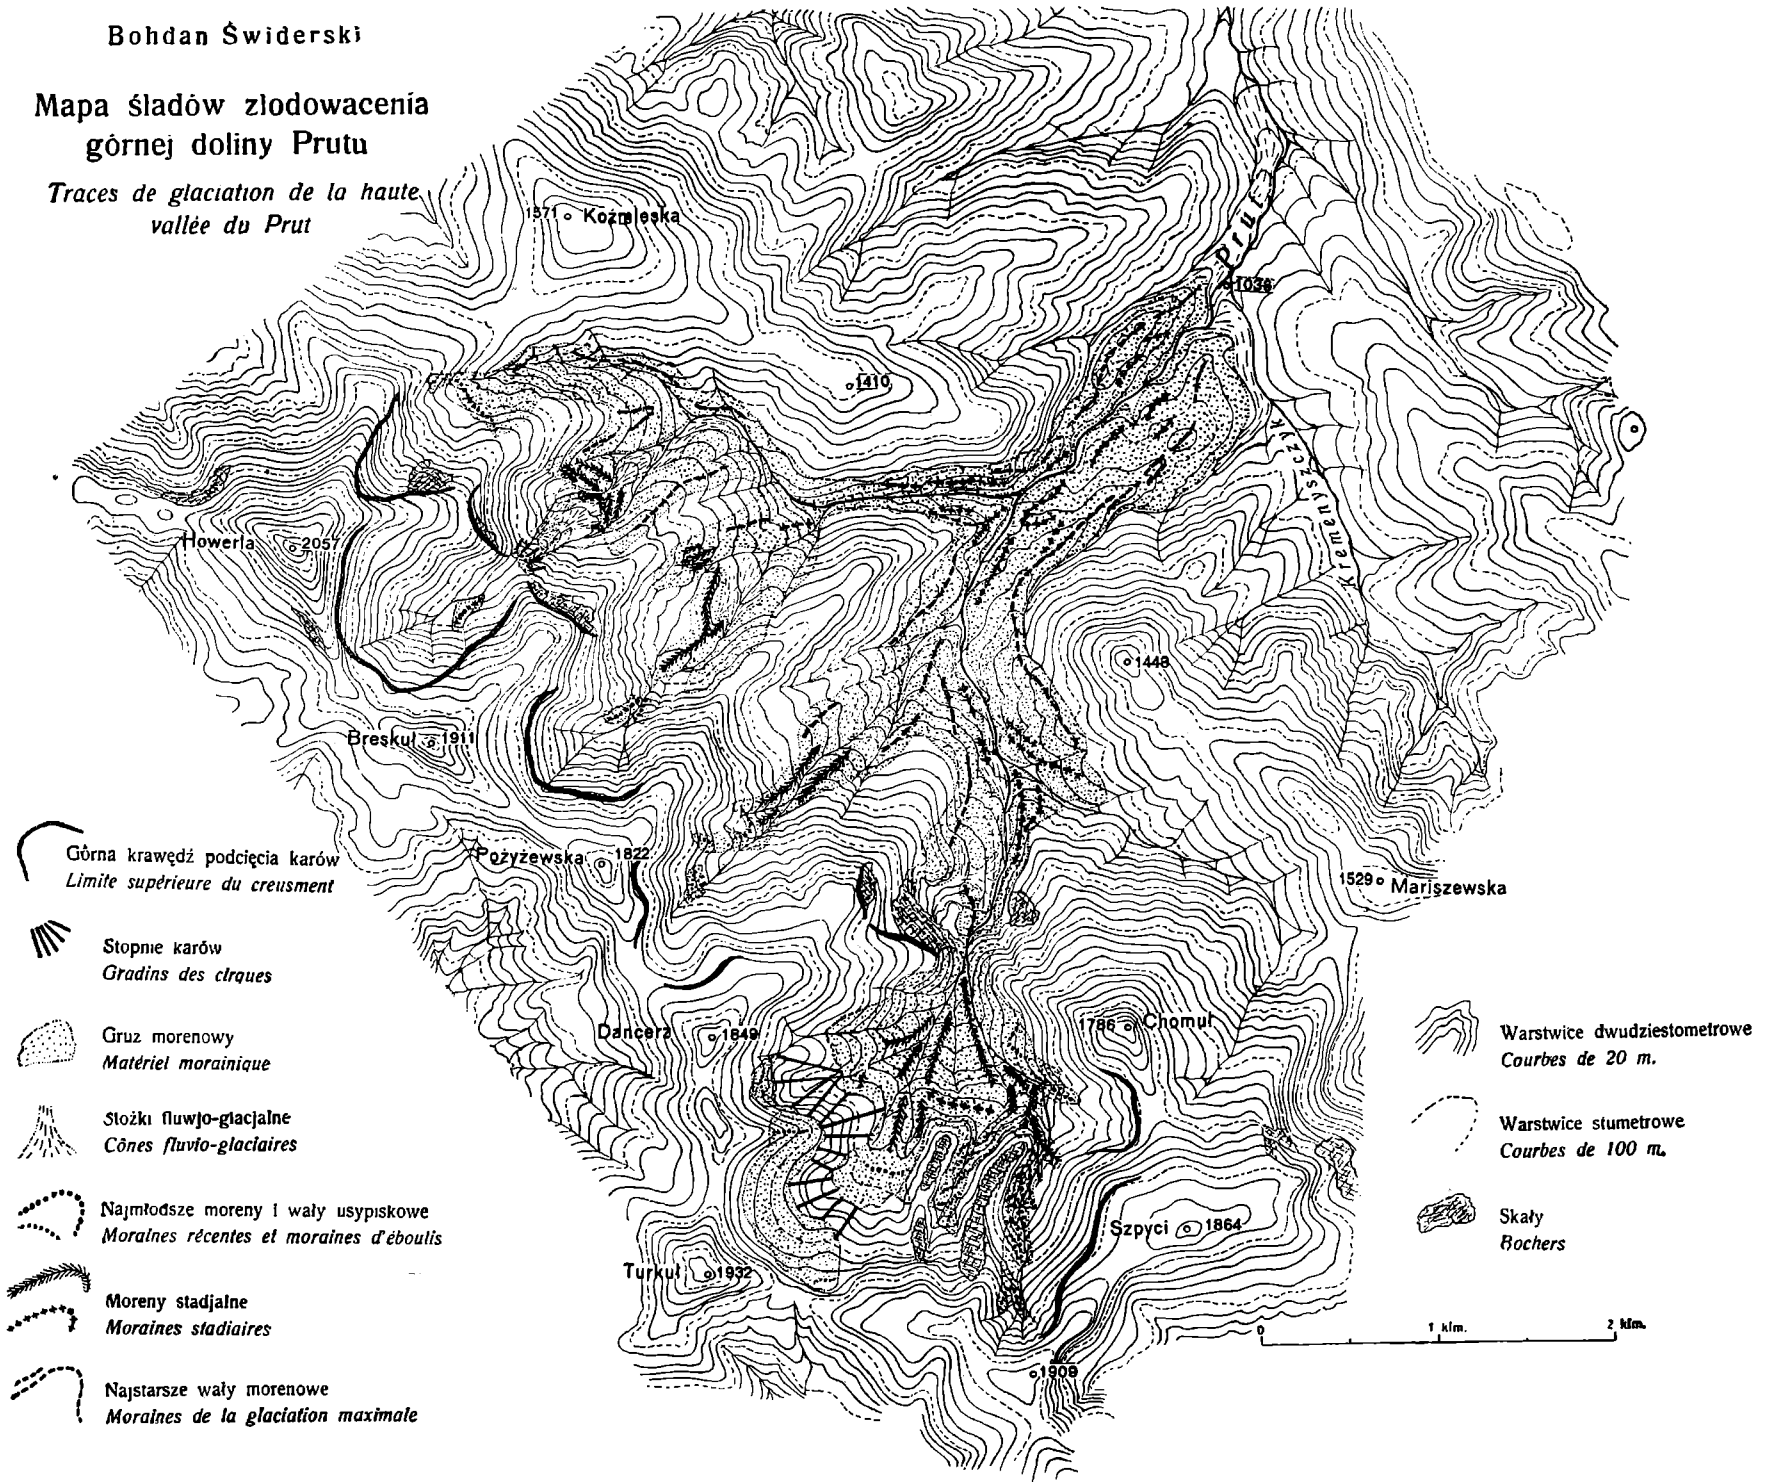 Bohdan Świderski
Mapa śladów zlodowacenia
górnej doliny Prutu
Traces de glaciation de la haute
vallée du Prut
1571 Koźmieska
Prut
1036
1410
Kremenyszczyk
Howerla 2057
1448
Breskuł 1911
Pożyżewska 1822
1529 Mariszewska
Dancerz 1849
1786 Chomuł
Szpyci 1864
Turkuł 1932
1909
Górna krawędź podcięcia karów
Limite supérieure du creusment
Stopnie karów
Gradins des cirques
Gruz morenowy
Matériel morainique
Stożki fluwjo-glacjalne
Cônes fluvio-glaciaires
Najmłodsze moreny i wały usypiskowe
Moraines récentes et moraines d'éboulis
Moreny stadjalne
Moraines stadiaires
Najstarsze wały morenowe
Moraines de la glaciation maximale
Warstwice dwudziestometrowe
Courbes de 20 m.
Warstwice stumetrowe
Courbes de 100 m.
Skały
Rochers
0 1 klm. 2 klm.